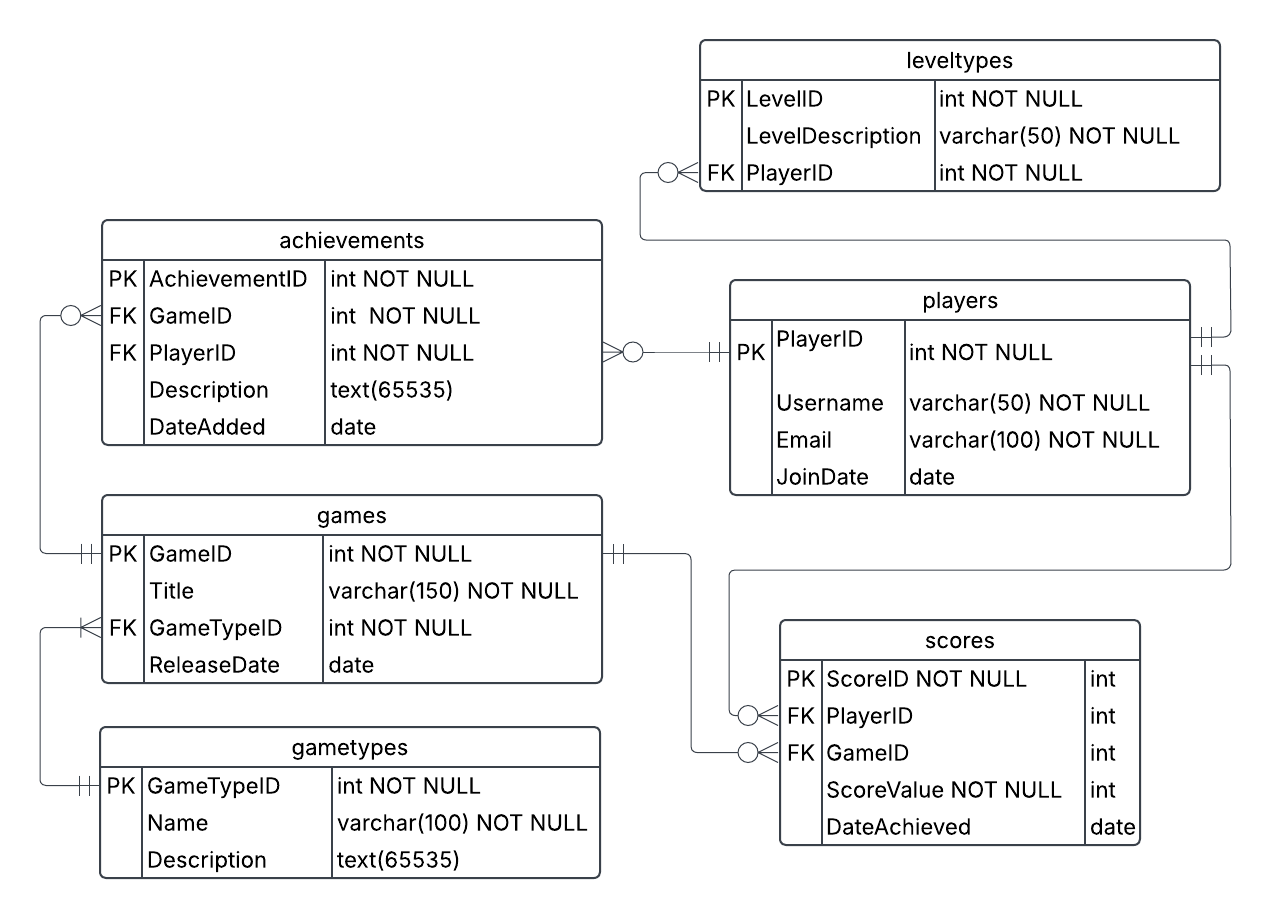 leveltypes
PK LevelID int NOT NULL
LevelDescription varchar(50) NOT NULL
FK PlayerID int NOT NULL
achievements
PK AchievementID int NOT NULL
FK GameID int  NOT NULL
FK PlayerID int NOT NULL
Description text(65535)
DateAdded date
players
PK PlayerID int NOT NULL
Username varchar(50) NOT NULL
Email varchar(100) NOT NULL
JoinDate date
games
PK GameID int NOT NULL
Title varchar(150) NOT NULL
FK GameTypeID int NOT NULL
ReleaseDate date
scores
PK ScoreID NOT NULL int
FK PlayerID int
FK GameID int
ScoreValue NOT NULL int
DateAchieved date
gametypes
PK GameTypeID int NOT NULL
Name varchar(100) NOT NULL
Description text(65535)